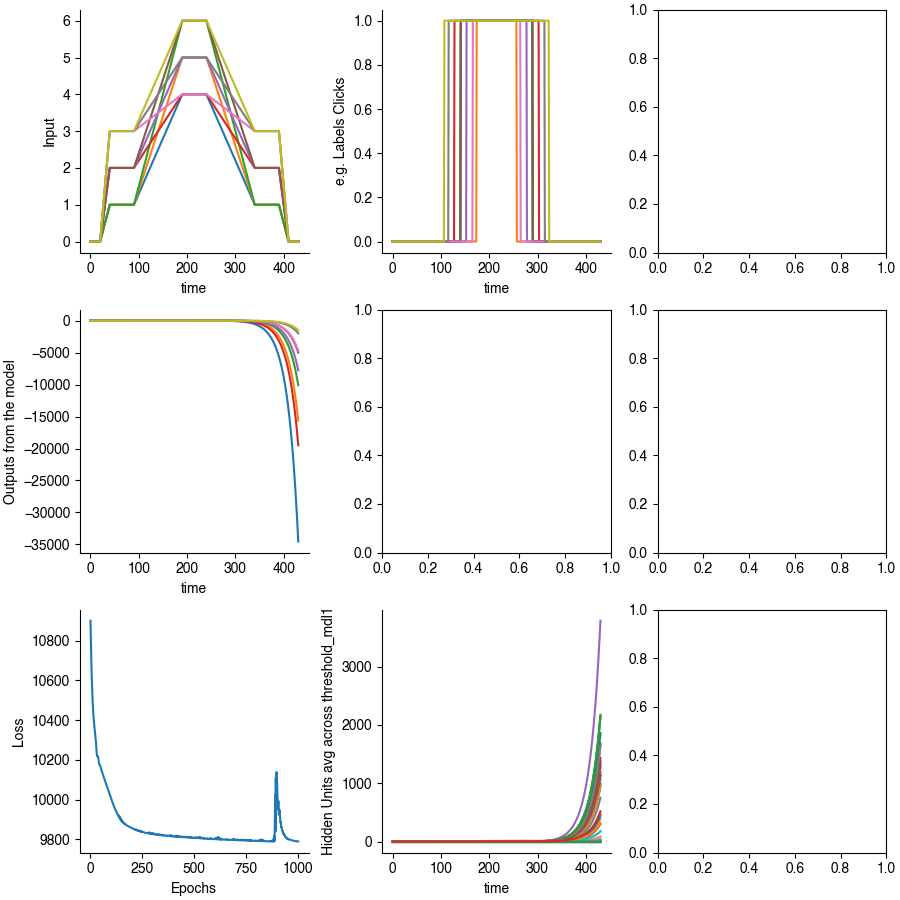 Input
6
5
4
3
2
1
0
0 100 200 300 400
time
e.g. Labels Clicks
1.0
0.8
0.6
0.4
0.2
0.0
0 100 200 300 400
time
1.0
0.8
0.6
0.4
0.2
0.0
0.0 0.2 0.4 0.6 0.8 1.0
Outputs from the model
0
−5000
−10000
−15000
−20000
−25000
−30000
−35000
0 100 200 300 400
time
1.0
0.8
0.6
0.4
0.2
0.0
0.0 0.2 0.4 0.6 0.8 1.0
1.0
0.8
0.6
0.4
0.2
0.0
0.0 0.2 0.4 0.6 0.8 1.0
Loss
10800
10600
10400
10200
10000
9800
0 250 500 750 1000
Epochs
Hidden Units avg across threshold_mdl1
3000
2000
1000
0
0 100 200 300 400
time
1.0
0.8
0.6
0.4
0.2
0.0
0.0 0.2 0.4 0.6 0.8 1.0